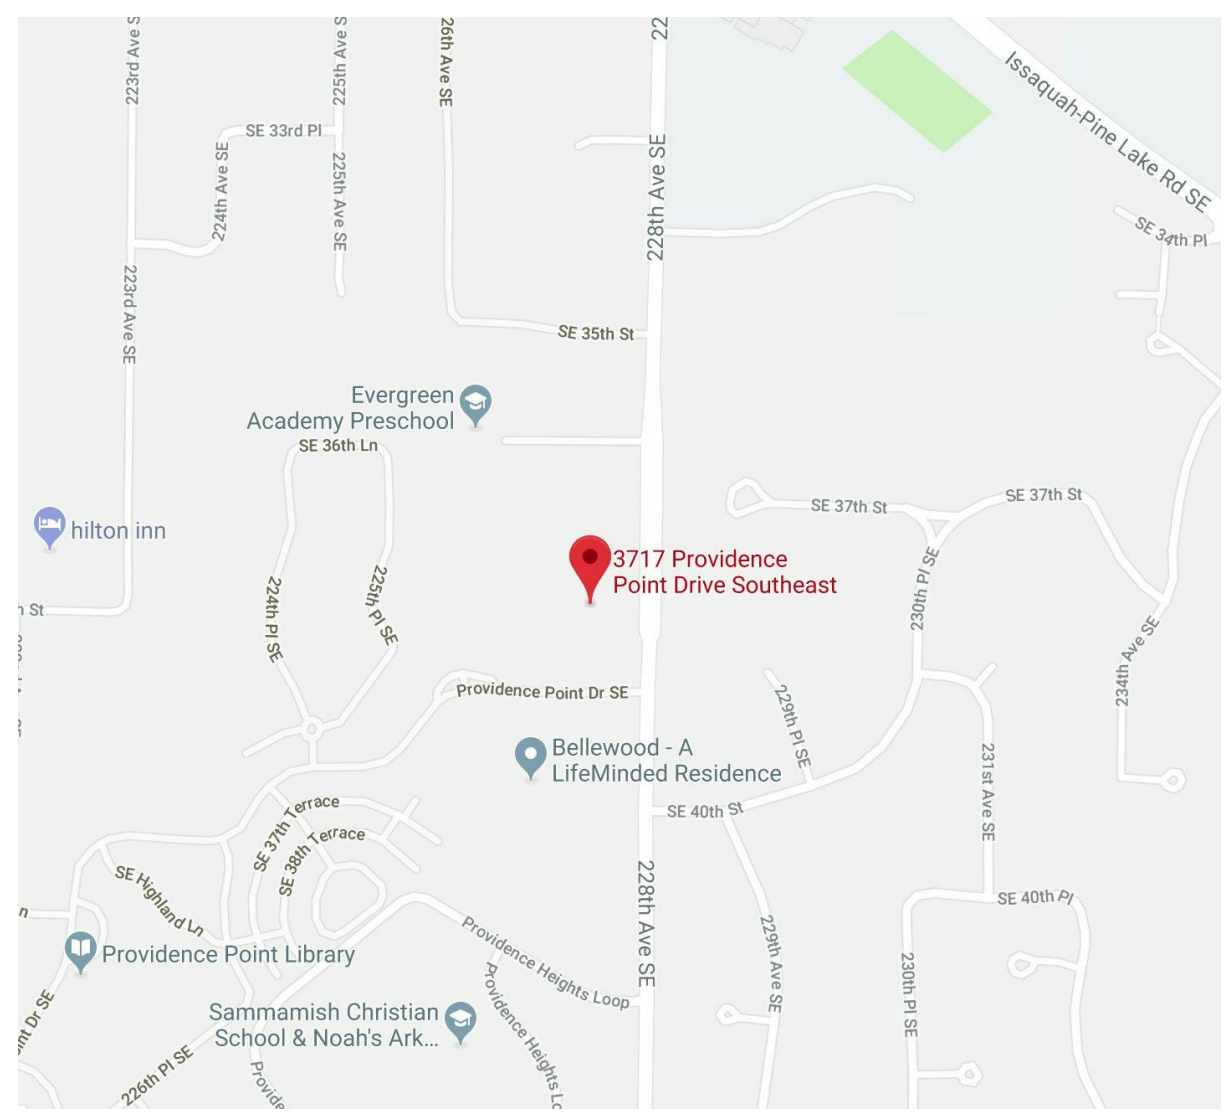 223rd Ave S
225th Ave S
26th Ave SE
22
Issaquah-Pine Lake Rd SE
SE 33rd Pl
224th Ave SE
225th Ave SE
228th Ave SE
SE 34th Pl
223rd Ave SE
SE 35th St
Evergreen
Academy Preschool
SE 36th Ln
SE 37th St
SE 37th St
hilton inn
3717 Providence
Point Drive Southeast
224th Pl SE
225th Pl SE
230th Pl SE
h St
234th Ave SE
Providence Point Dr SE
229th Pl SE
Bellewood - A
LifeMinded Residence
231st Ave SE
SE 37th Terrace
SE 38th Terrace
SE 40th St
SE Highland Ln
228th Ave SE
SE 40th Pl
n
Providence Point Library
Providence Heights Loop
229th Ave SE
230th Pl SE
Sammamish Christian
School & Noah's Ark...
Providence Heights Lo
int Dr SE
226th Pl SE
Provide